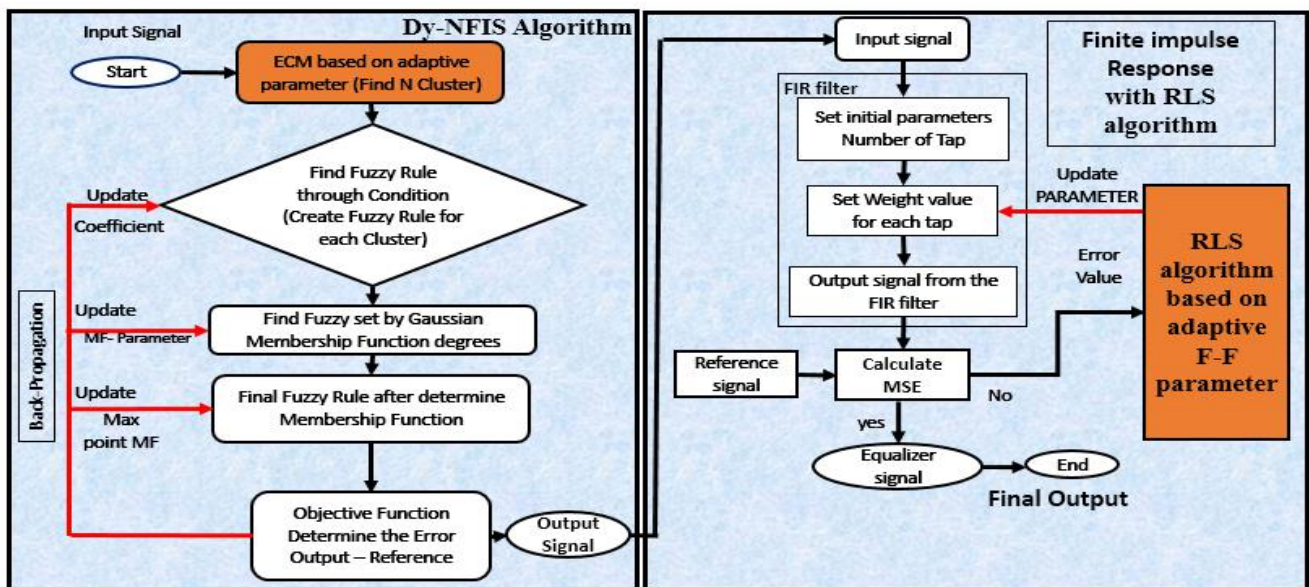 Dy-NFIS Algorithm
Input Signal
Start
ECM based on adaptive
parameter (Find N Cluster)
Find Fuzzy Rule
through Condition
(Create Fuzzy Rule for
each Cluster)
Update
Coefficient
Find Fuzzy set by Gaussian
Membership Function degrees
Update
MF- Parameter
Final Fuzzy Rule after determine
Membership Function
Update
Max
point MF
Back-Propagation
Objective Function
Determine the Error
Output – Reference
Output
Signal
Input signal
Finite impulse
Response
with RLS
algorithm
FIR filter
Set initial parameters
Number of Tap
Set Weight value
for each tap
Update
PARAMETER
Output signal from the
FIR filter
Error
Value
RLS
algorithm
based on
adaptive
F-F
parameter
Reference
signal
Calculate
MSE
No
yes
Equalizer
signal
End
Final Output